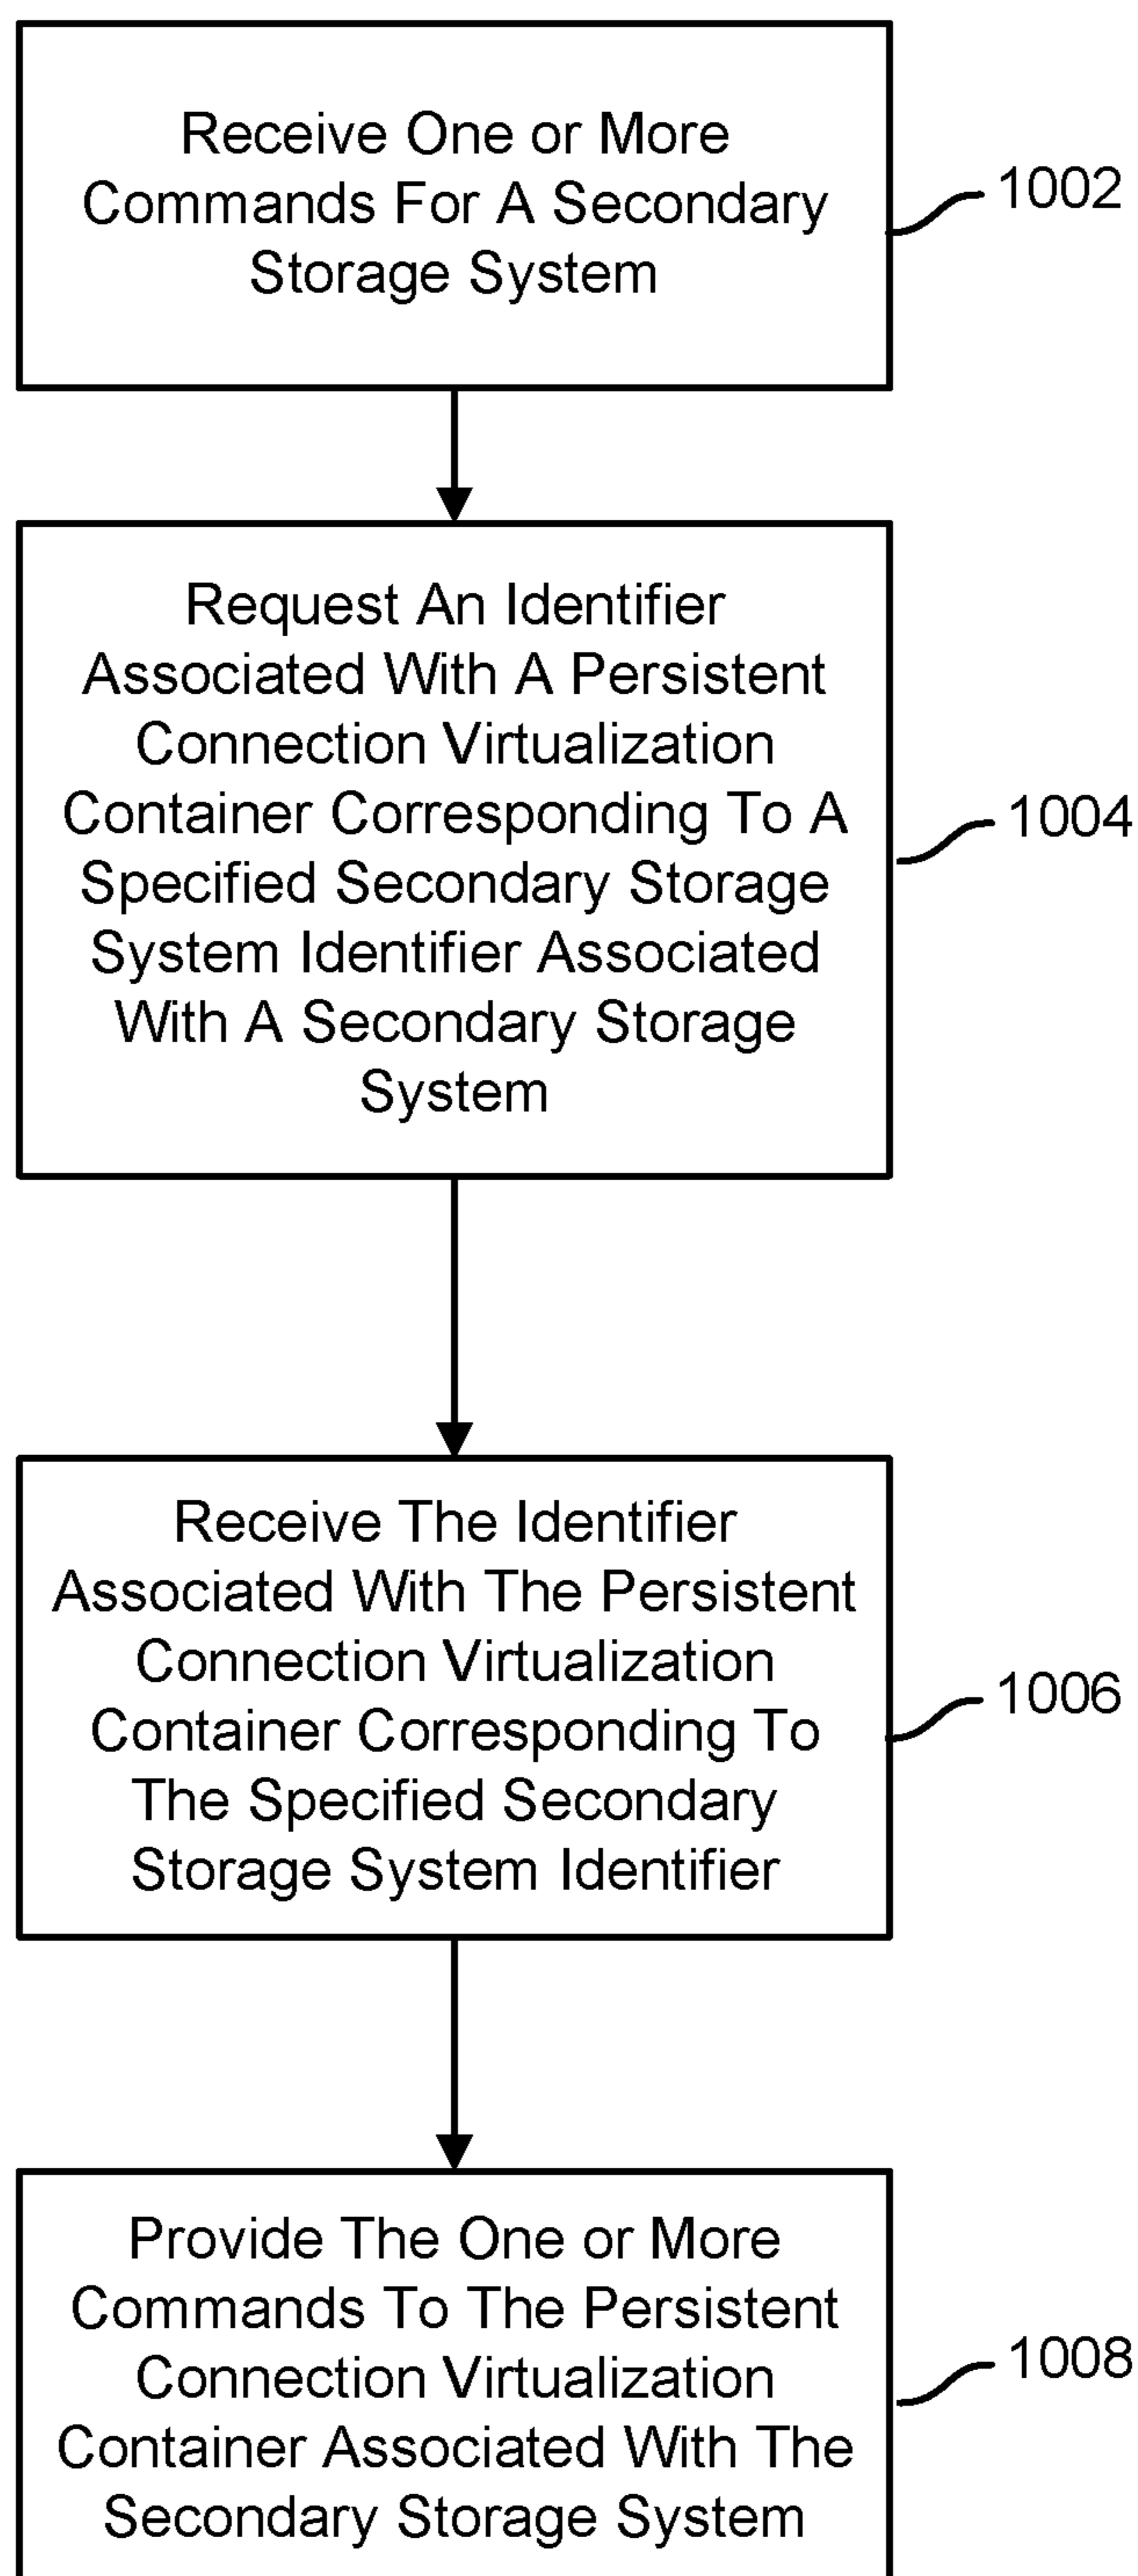 Receive One or More
Commands For A Secondary
Storage System
1002
Request An Identifier
Associated With A Persistent
Connection Virtualization
Container Corresponding To A
Specified Secondary Storage
System Identifier Associated
With A Secondary Storage
System
1004
Receive The Identifier
Associated With The Persistent
Connection Virtualization
Container Corresponding To
The Specified Secondary
Storage System Identifier
1006
Provide The One or More
Commands To The Persistent
Connection Virtualization
Container Associated With The
Secondary Storage System
1008